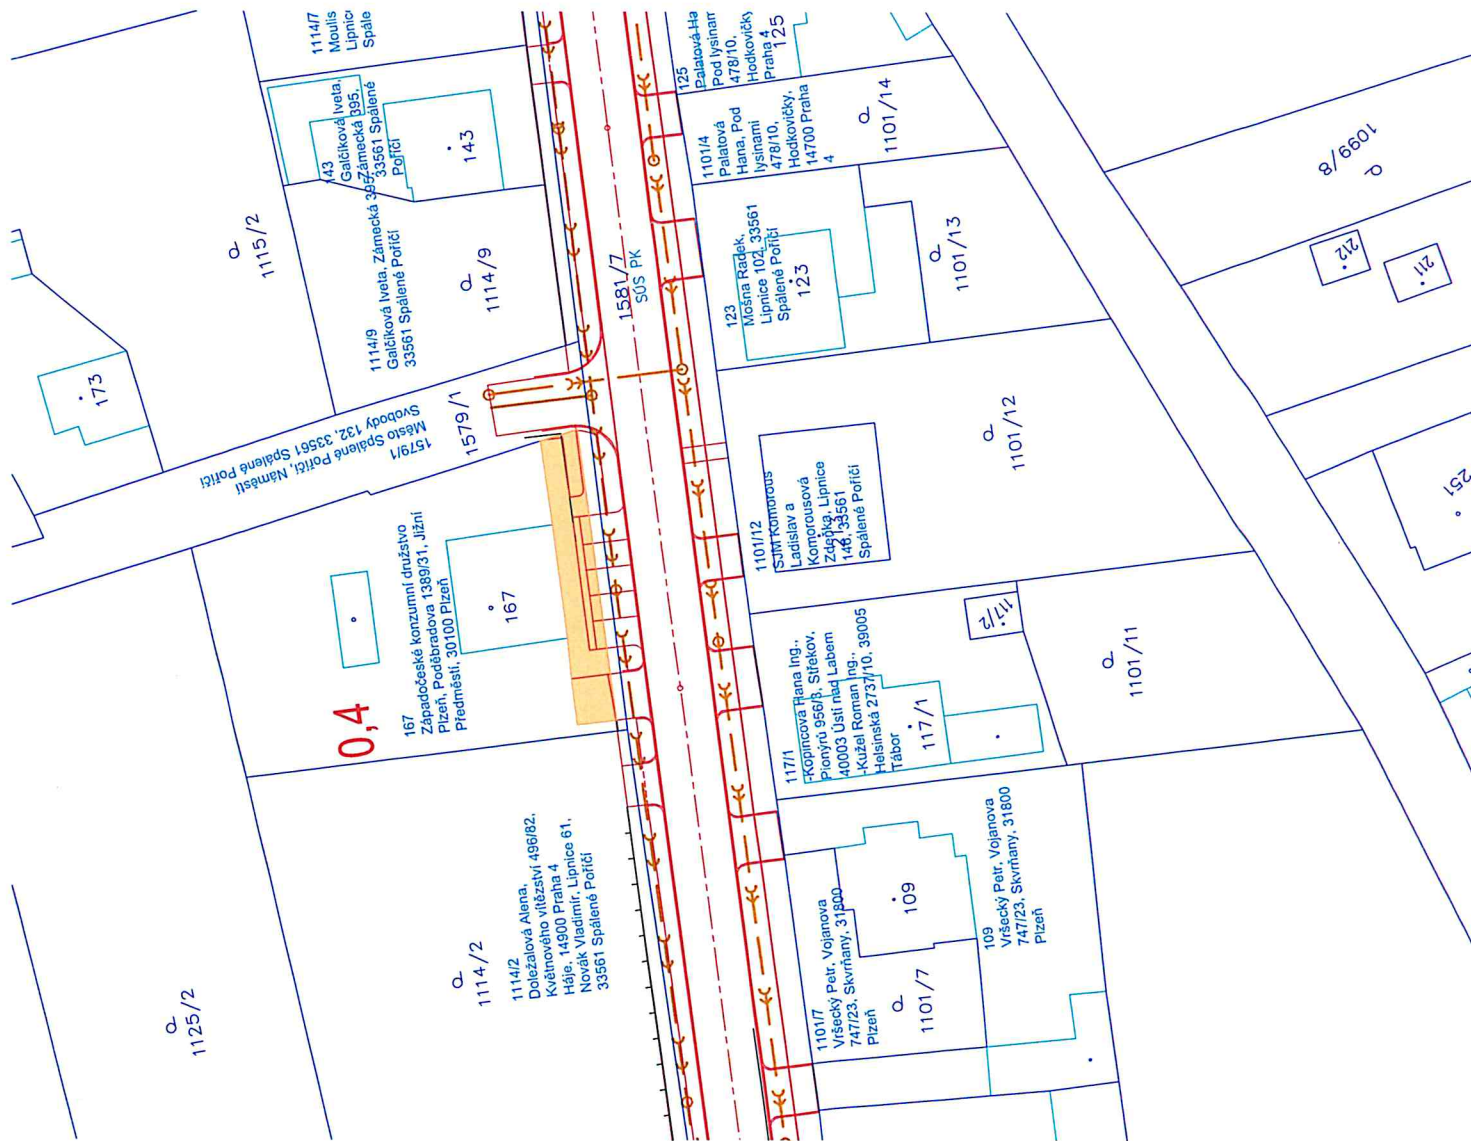 1114/7
Moulis
Lipnic
Spále
143
Galčíková Iveta,
Zámecká 395,
33561 Spálené
Poříčí
143
1115/2
1114/9
Galčíková Iveta, Zámecká 395,
33561 Spálené Poříčí
1114/9
173
1579/1
Město Spálené Poříčí, Náměstí
Svobody 132, 33561 Spálené Poříčí
1579/1
1581/7
SÚS PK
125
Palatová Ha
Pod lysinam
478/10,
Hodkovičky
Praha 4
125
1101/4
Palatová
Hana, Pod
lysinami
478/10,
Hodkovičky,
14700 Praha
4
1101/14
123
Mošna Radek,
Lipnice 102, 33561
Spálené Poříčí
123
1101/13
1099/8
212
211
1101/12
SJM Komorous
Ladislav a
Komorousová
Zdeňka, Lipnice
146, 33561
Spálené Poříčí
1101/12
251
0,4
167
Západočeské konzumní družstvo
Plzeň, Poděbradova 1389/31, Jižní
Předměstí, 30100 Plzeň
167
117/1
-Kopincova Hana Ing.,
Pionýrů 956/3, Střekov,
40003 Ústí nad Labem
-Kužel Roman Ing.,
Helsinská 2737/10, 39005
Tábor
117/1
117/2
1101/11
1114/2
1114/2
Doležalová Alena,
Květnového vítězství 496/82,
Háje, 14900 Praha 4
Novák Vladimír, Lipnice 61,
33561 Spálené Poříčí
1125/2
1101/7
Vršecký Petr, Vojanova
747/23, Skvrňany, 31800
Plzeň
1101/7
109
109
Vršecký Petr, Vojanova
747/23, Skvrňany, 31800
Plzeň